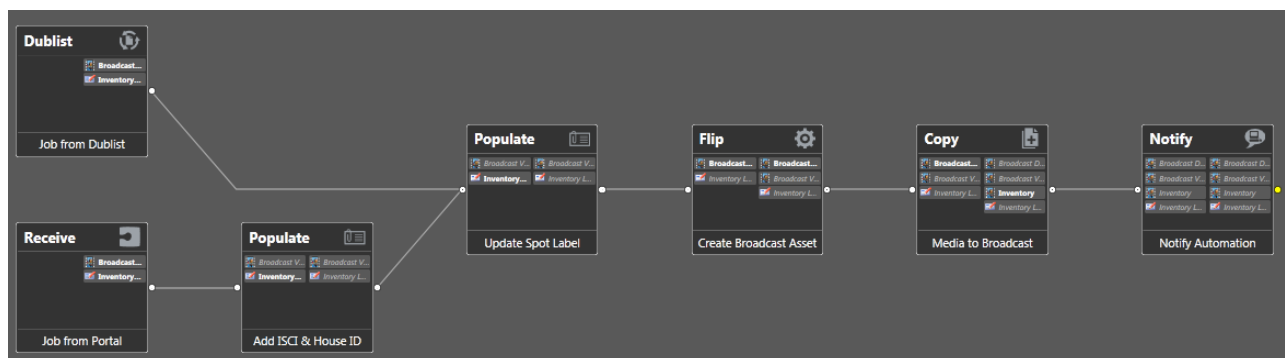 Dublist
Broadcast...
Inventory...
Job from Dublist
Receive
Broadcast...
Inventory...
Job from Portal
Populate
Broadcast V... Broadcast V...
Inventory... Inventory L...
Add ISCI & House ID
Populate
Broadcast V... Broadcast V...
Inventory... Inventory L...
Update Spot Label
Flip
Broadcast... Broadcast...
Inventory L... Broadcast V...
Inventory L...
Create Broadcast Asset
Copy
Broadcast... Broadcast D...
Broadcast V... Broadcast V...
Inventory L... Inventory
Inventory L...
Media to Broadcast
Notify
Broadcast D... Broadcast D...
Broadcast V... Broadcast V...
Inventory Inventory
Inventory L... Inventory L...
Notify Automation